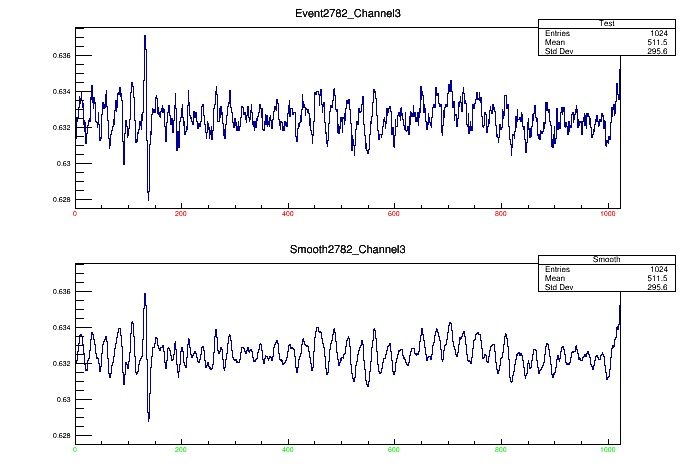 Event2782_Channel3
Test
Entries 1024
Mean 511.5
Std Dev 295.6
0.636
0.634
0.632
0.63
0.628
0 200 400 600 800 1000
Smooth2782_Channel3
Smooth
Entries 1024
Mean 511.5
Std Dev 295.6
0.636
0.634
0.632
0.63
0.628
0 200 400 600 800 1000